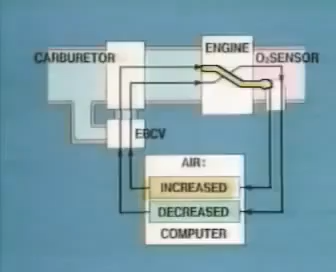 CARBURETOR
ENGINE
O₂SENSOR
EBCV
AIR:
INCREASED
DECREASED
COMPUTER